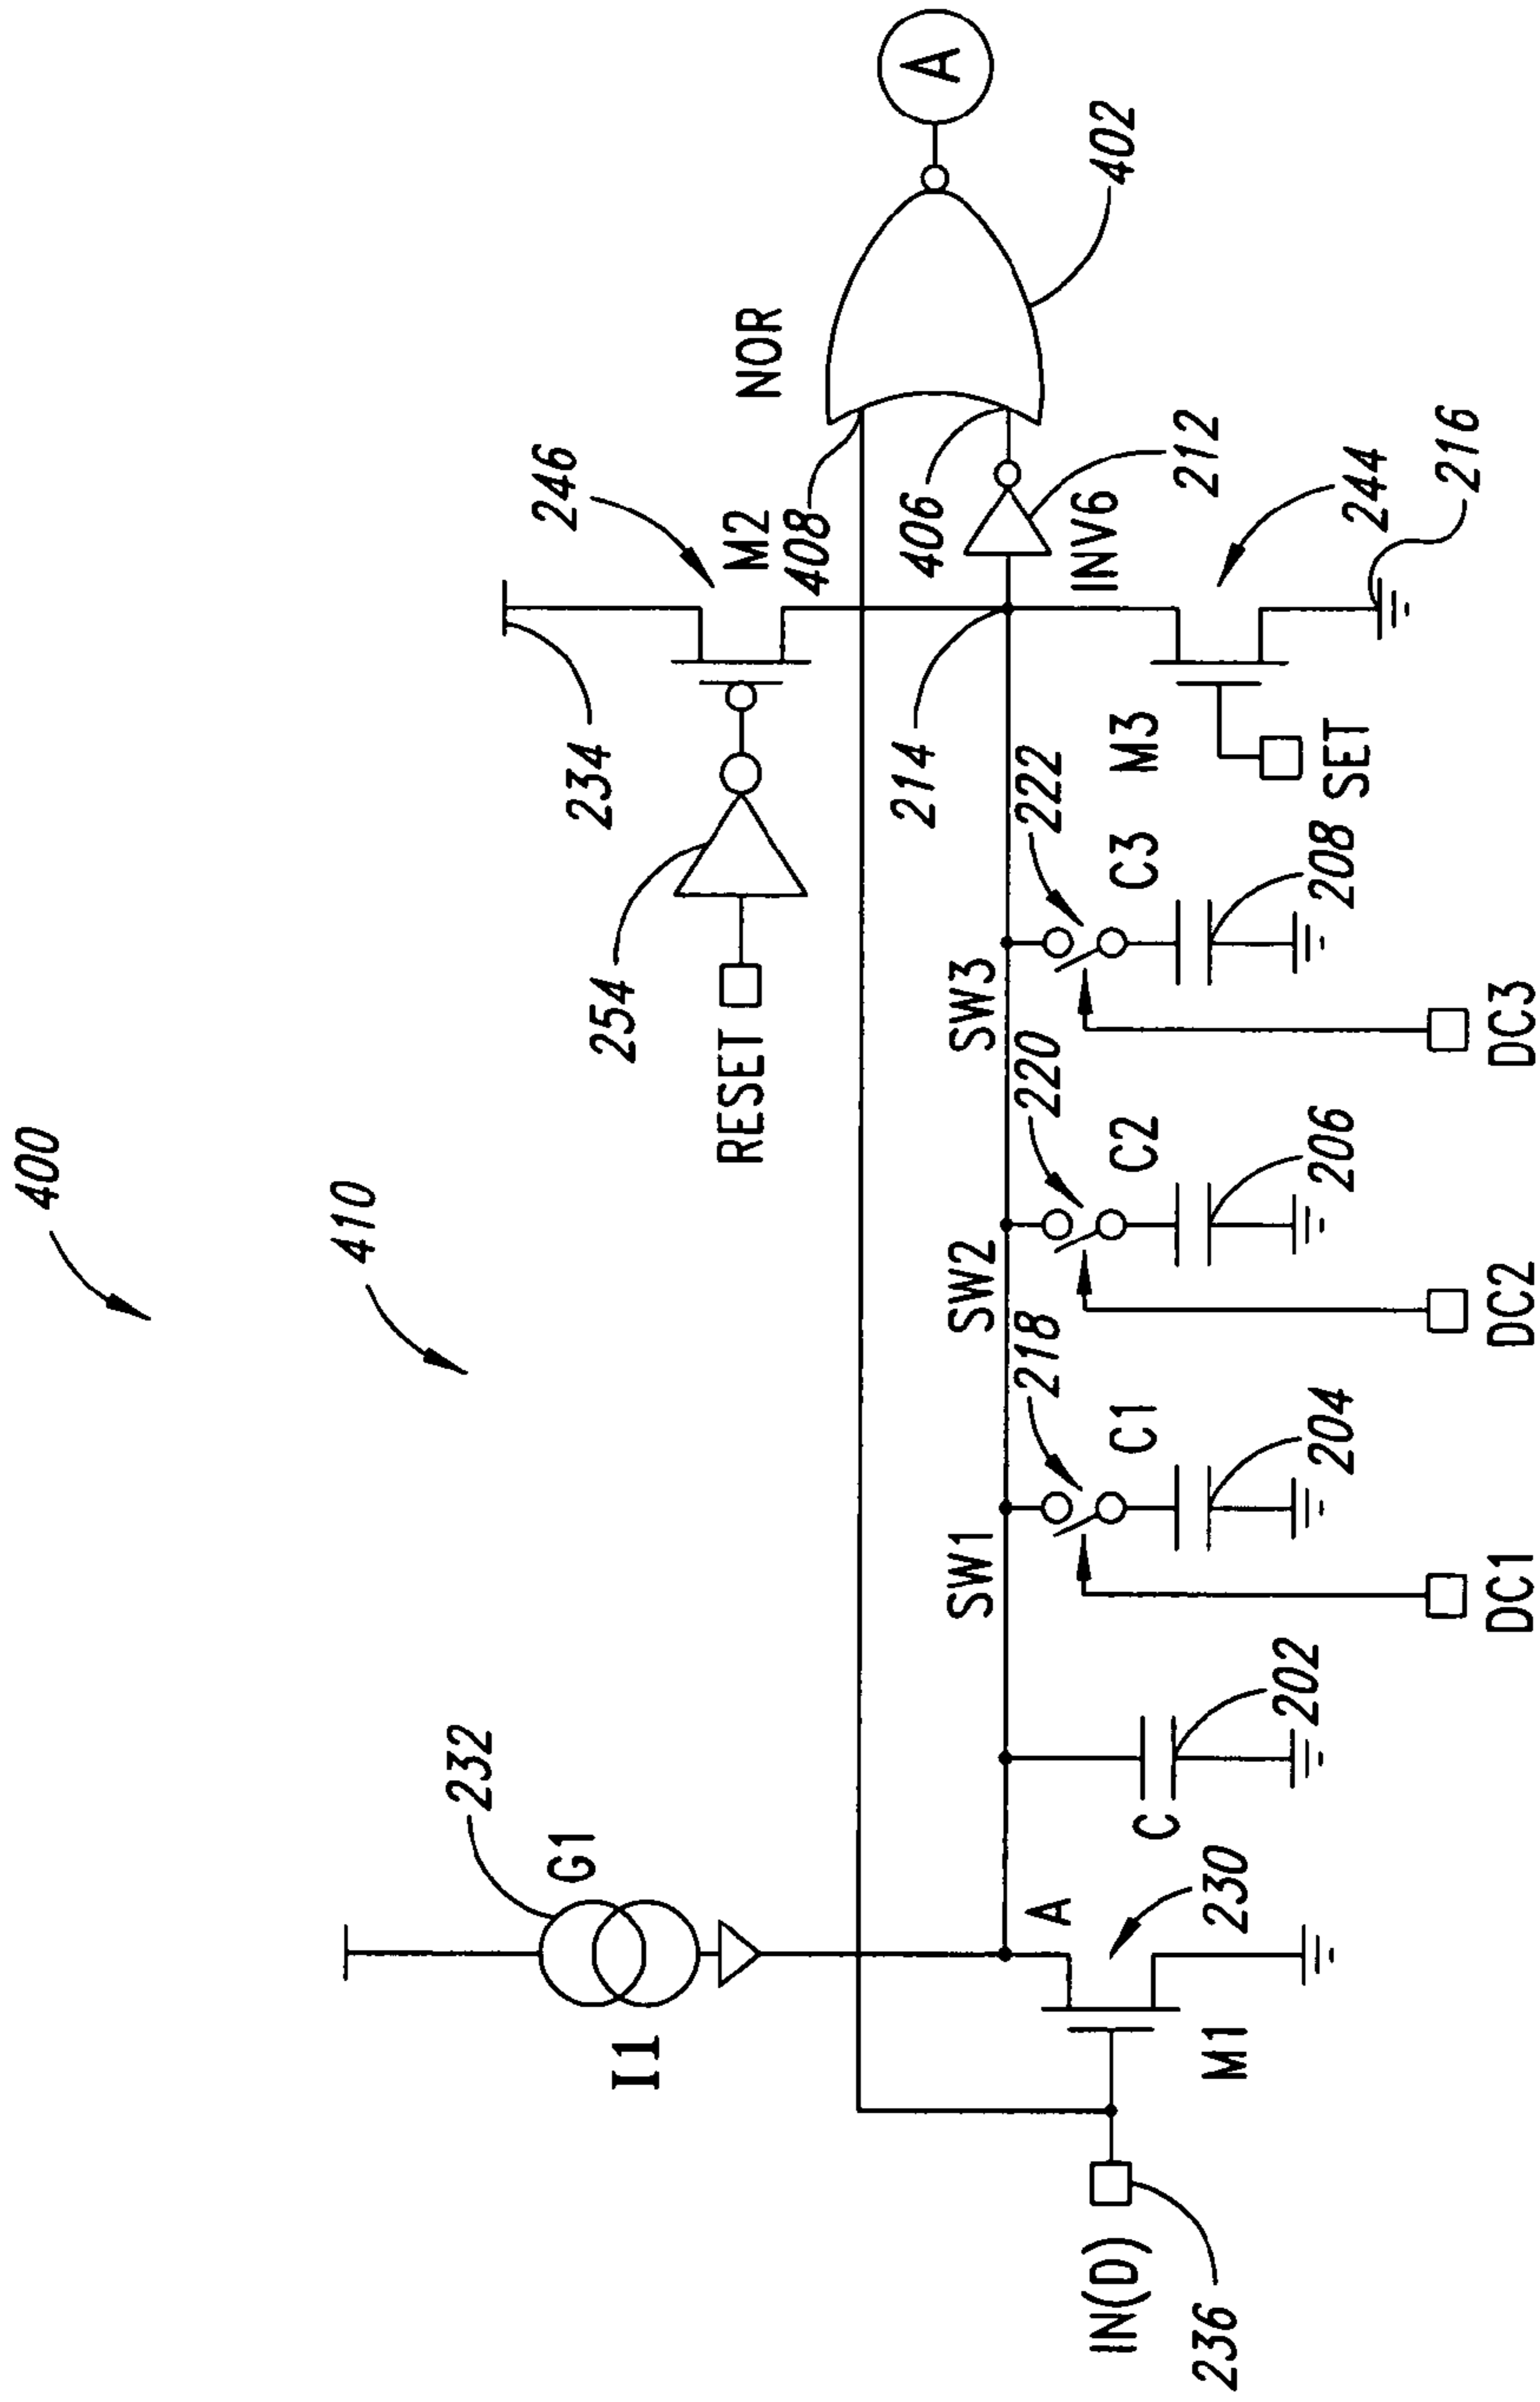 400
410
232
G1
I1
246
234
M2
254
RESET
NOR
408
406
A
402
214
INV6
212
SW1
218
C1
204
DC1
SW2
220
C2
206
DC2
SW3
222
C3
208
DC3
M3
SET
244
216
A
C
202
230
M1
IN(D)
236